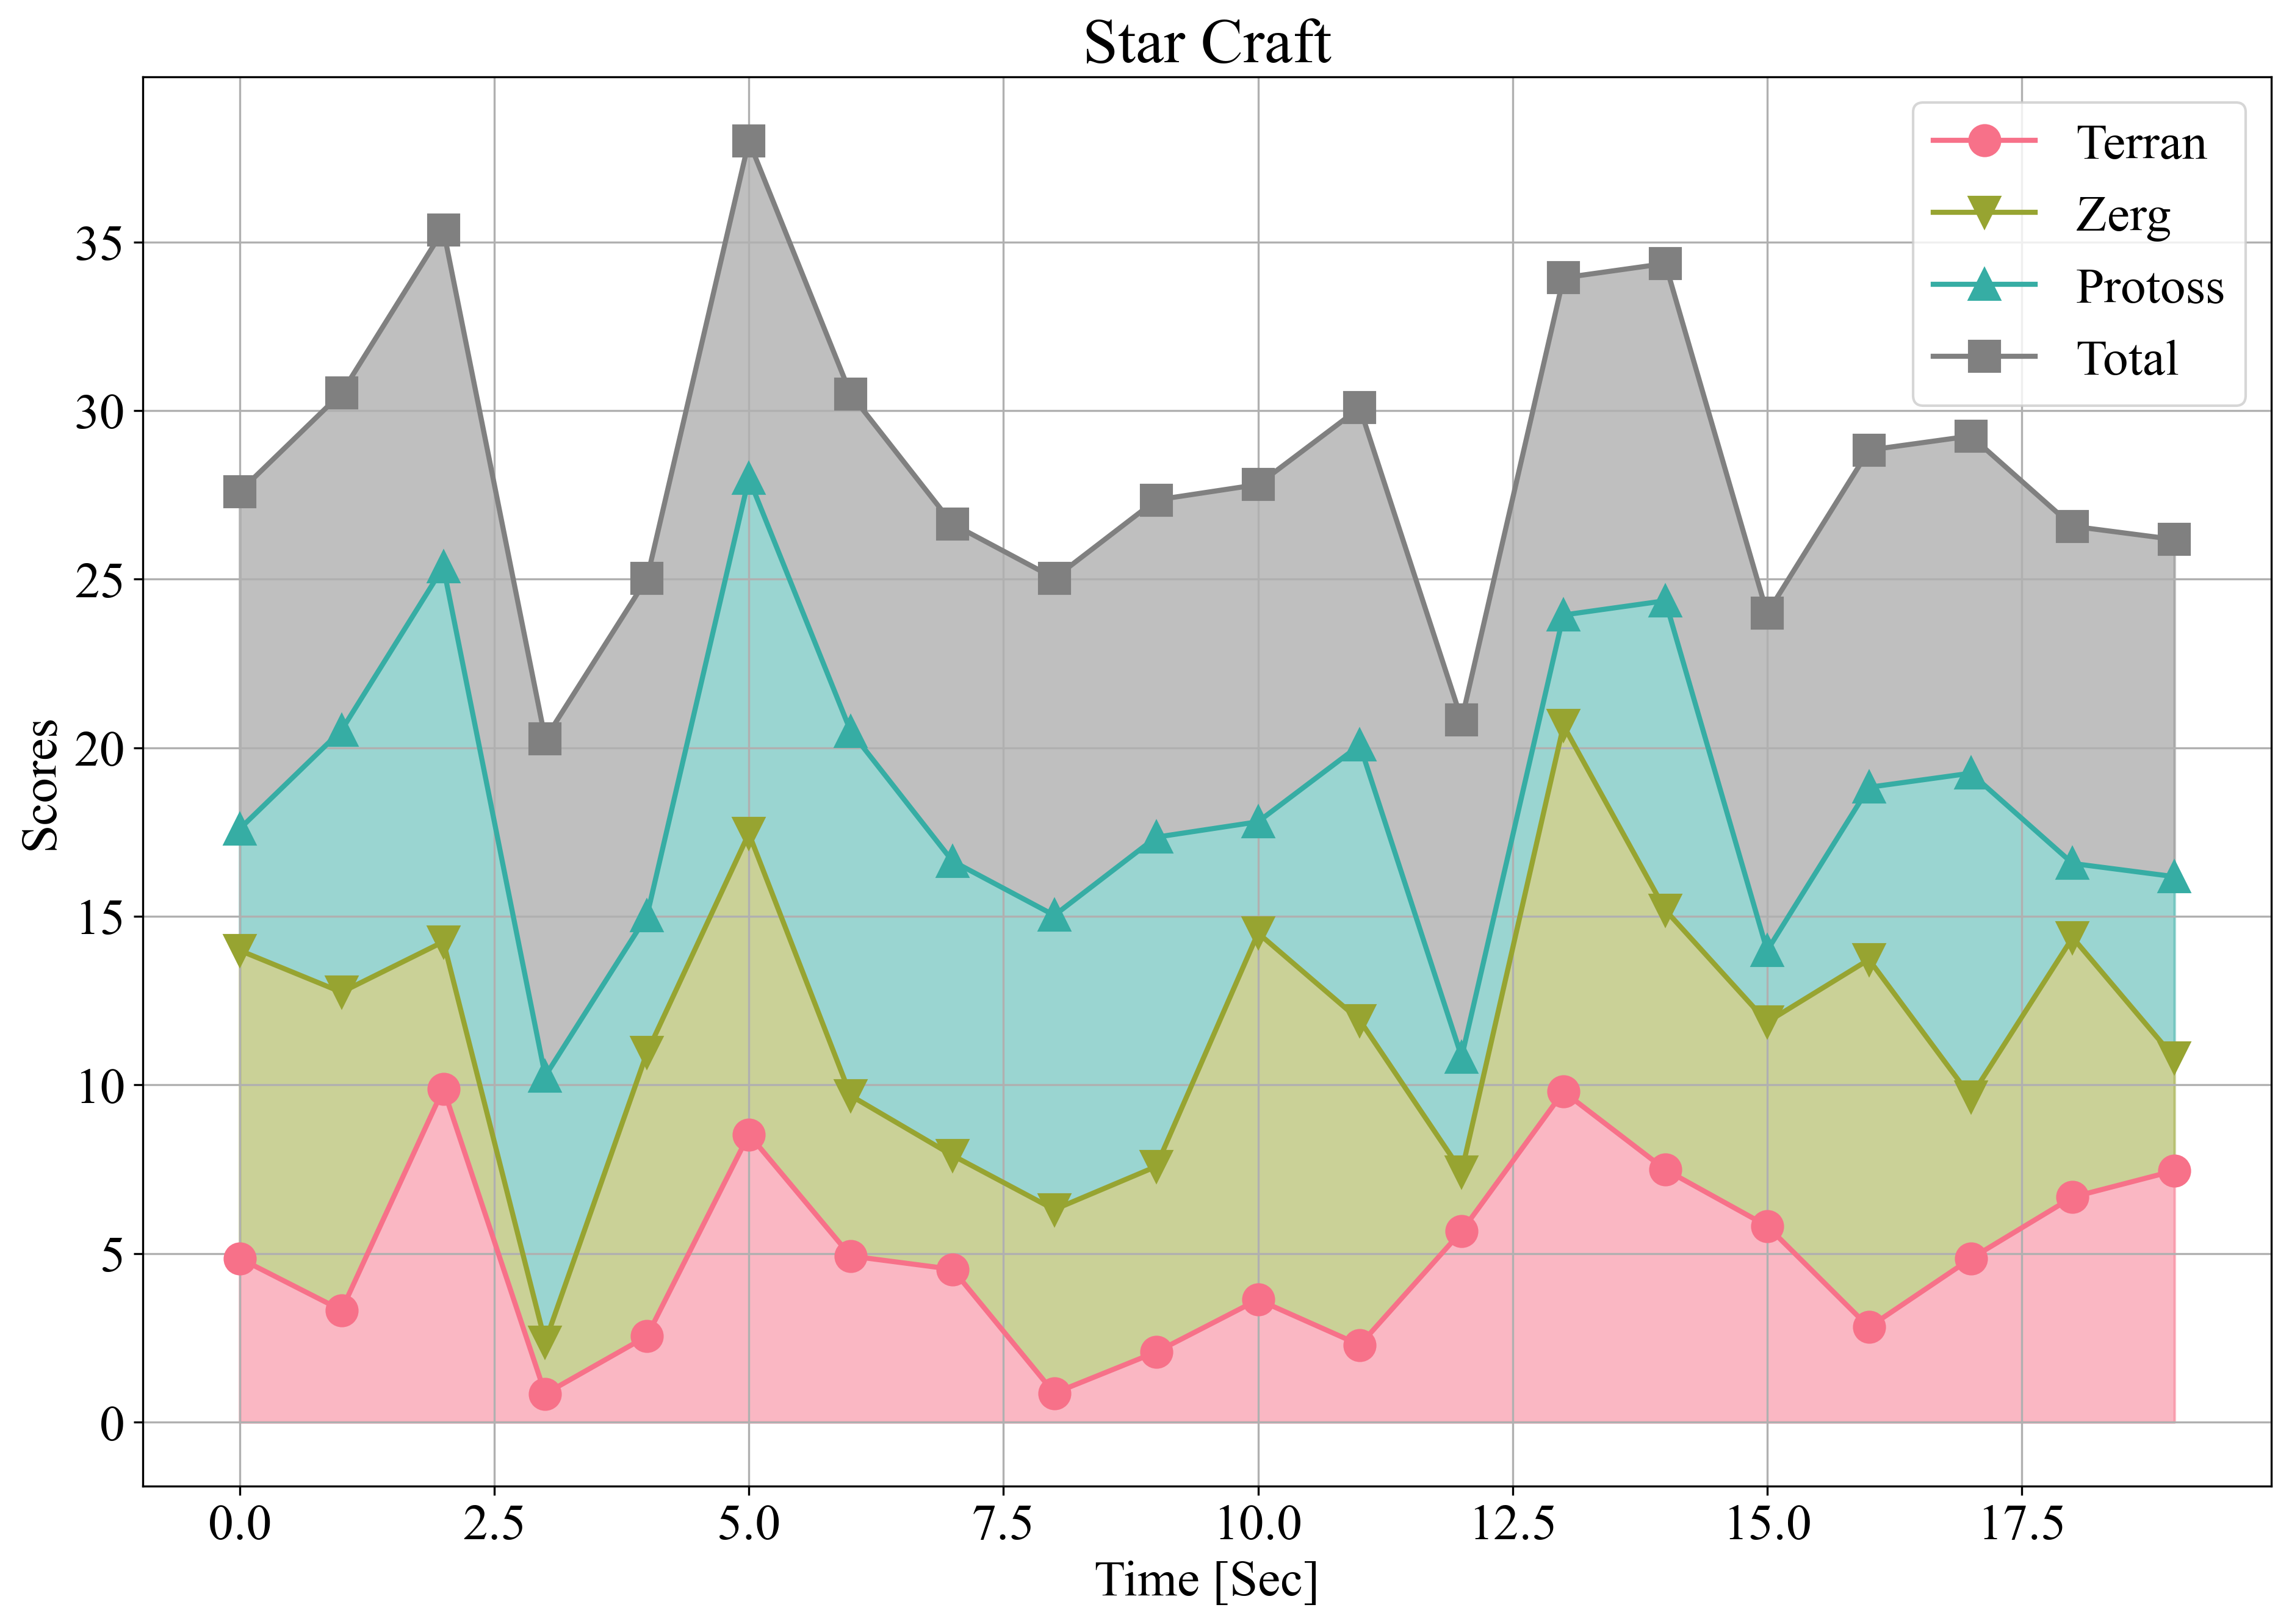 Star Craft
Terran
Zerg
Protoss
Total
Scores
35
30
25
20
15
10
5
0
0.0 2.5 5.0 7.5 10.0 12.5 15.0 17.5
Time [Sec]